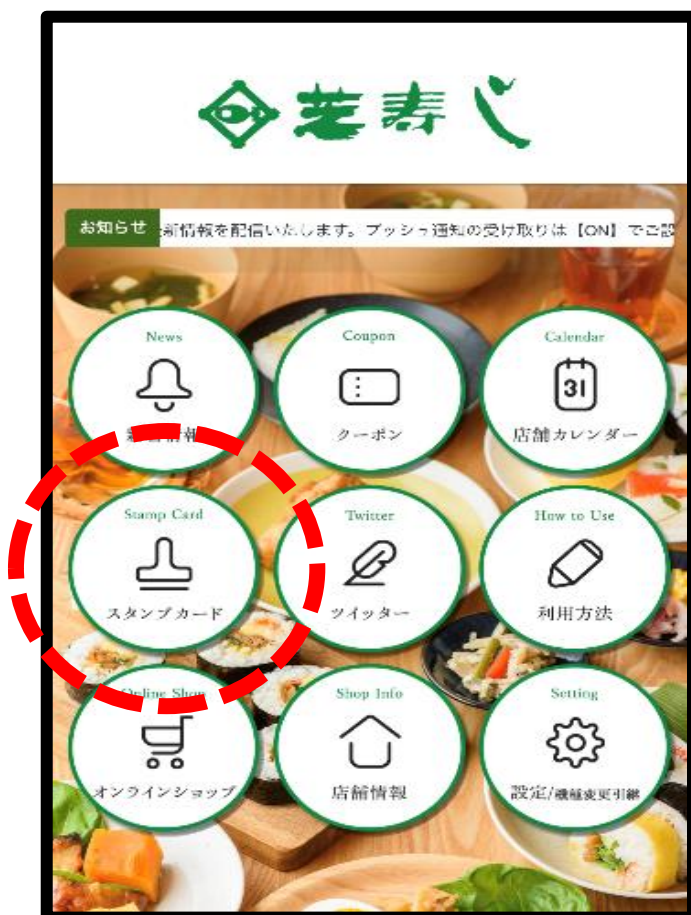 芝寿し
お知らせ 新情報を配信いたします。プッシュ通知の受け取りは【ON】でご設
News
Coupon
Calendar
31
クーポン
店舗カレンダー
Stamp Card
Twitter
How to Use
スタンプカード
ツイッター
利用方法
Online Shop
Shop Info
Setting
オンラインショップ
店舗情報
設定/機種変更引継